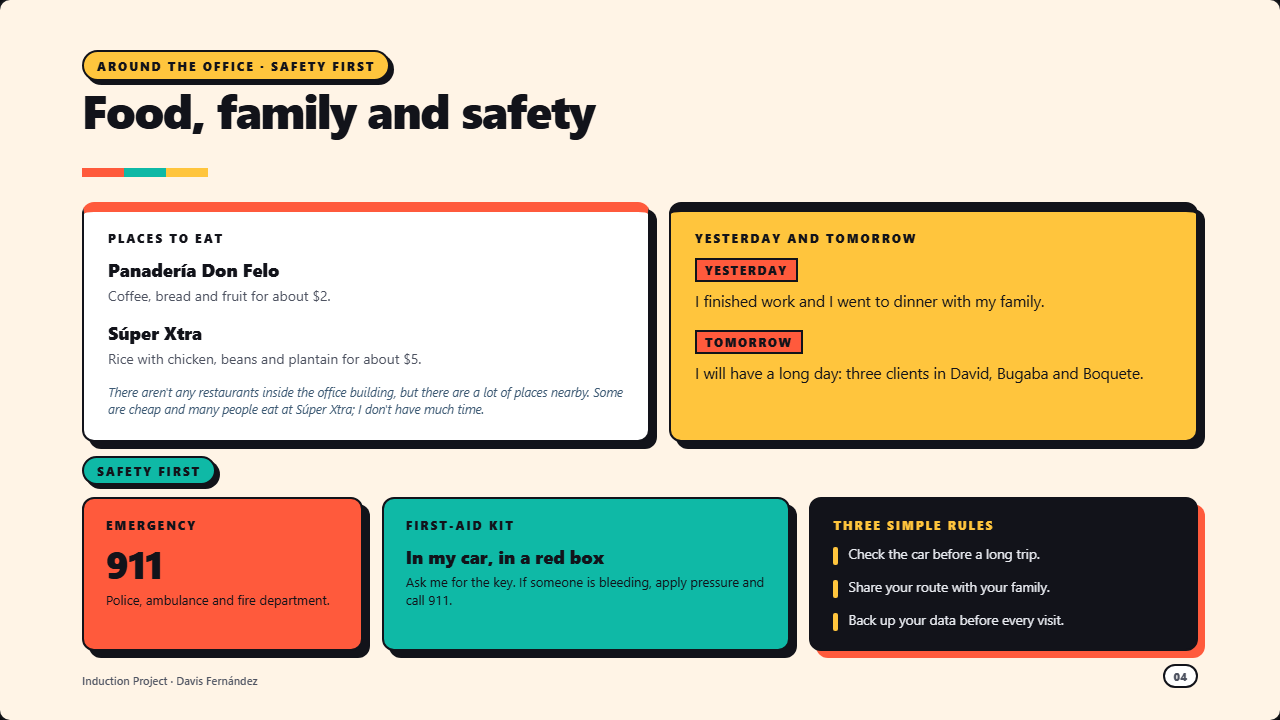 AROUND THE OFFICE · SAFETY FIRST
Food, family and safety
PLACES TO EAT
Panadería Don Felo
Coffee, bread and fruit for about $2.
Súper Xtra
Rice with chicken, beans and plantain for about $5.
There aren't any restaurants inside the office building, but there are a lot of places nearby. Some
are cheap and many people eat at Súper Xtra; I don't have much time.
YESTERDAY AND TOMORROW
YESTERDAY
I finished work and I went to dinner with my family.
TOMORROW
I will have a long day: three clients in David, Bugaba and Boquete.
SAFETY FIRST
EMERGENCY
911
Police, ambulance and fire department.
FIRST-AID KIT
In my car, in a red box
Ask me for the key. If someone is bleeding, apply pressure and
call 911.
THREE SIMPLE RULES
Check the car before a long trip.
Share your route with your family.
Back up your data before every visit.
Induction Project · Davis Fernández
04